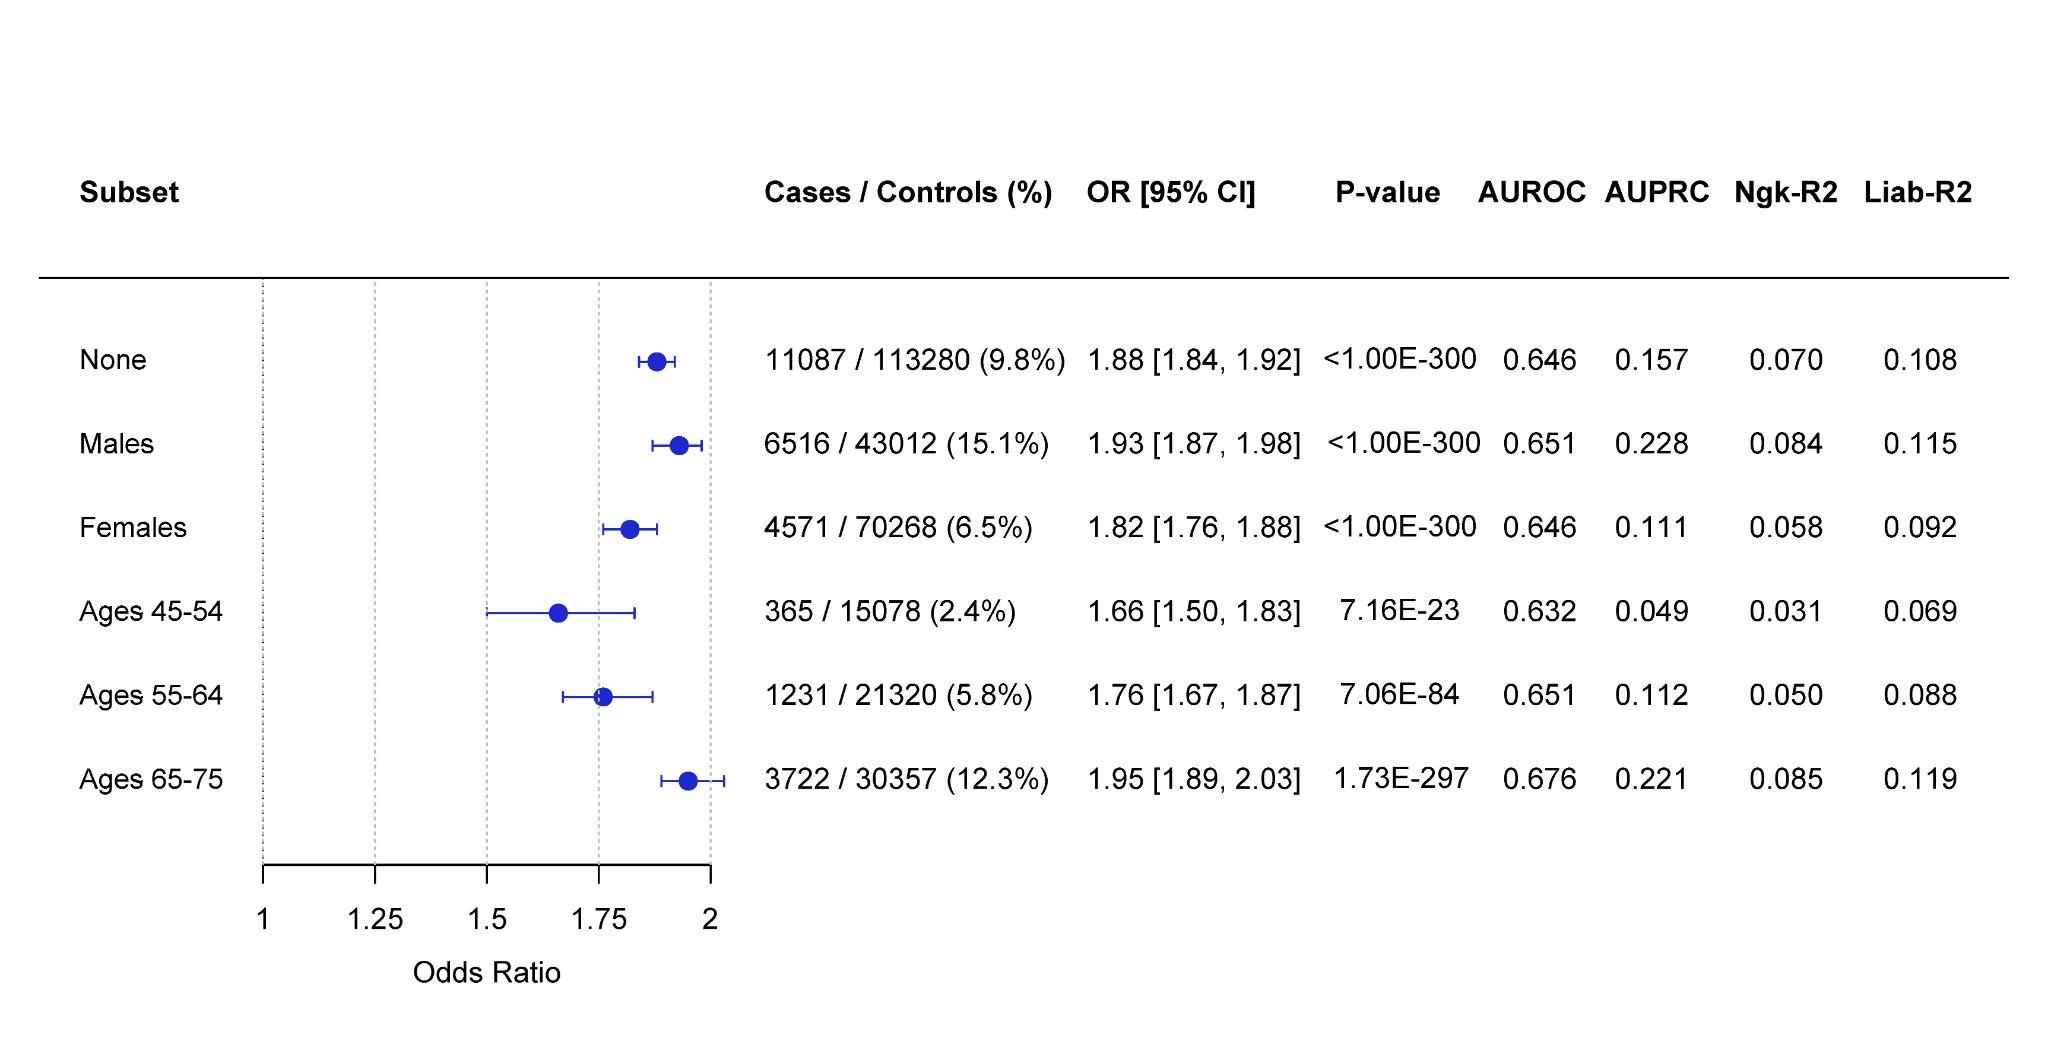 Subset Cases / Controls (%) OR [95% CI] P-value AUROC AUPRC Ngk-R2 Liab-R2
None 11087 / 113280 (9.8%) 1.88 [1.84, 1.92] <1.00E-300 0.646 0.157 0.070 0.108
Males 6516 / 43012 (15.1%) 1.93 [1.87, 1.98] <1.00E-300 0.651 0.228 0.084 0.115
Females 4571 / 70268 (6.5%) 1.82 [1.76, 1.88] <1.00E-300 0.646 0.111 0.058 0.092
Ages 45-54 365 / 15078 (2.4%) 1.66 [1.50, 1.83] 7.16E-23 0.632 0.049 0.031 0.069
Ages 55-64 1231 / 21320 (5.8%) 1.76 [1.67, 1.87] 7.06E-84 0.651 0.112 0.050 0.088
Ages 65-75 3722 / 30357 (12.3%) 1.95 [1.89, 2.03] 1.73E-297 0.676 0.221 0.085 0.119
1 1.25 1.5 1.75 2
Odds Ratio